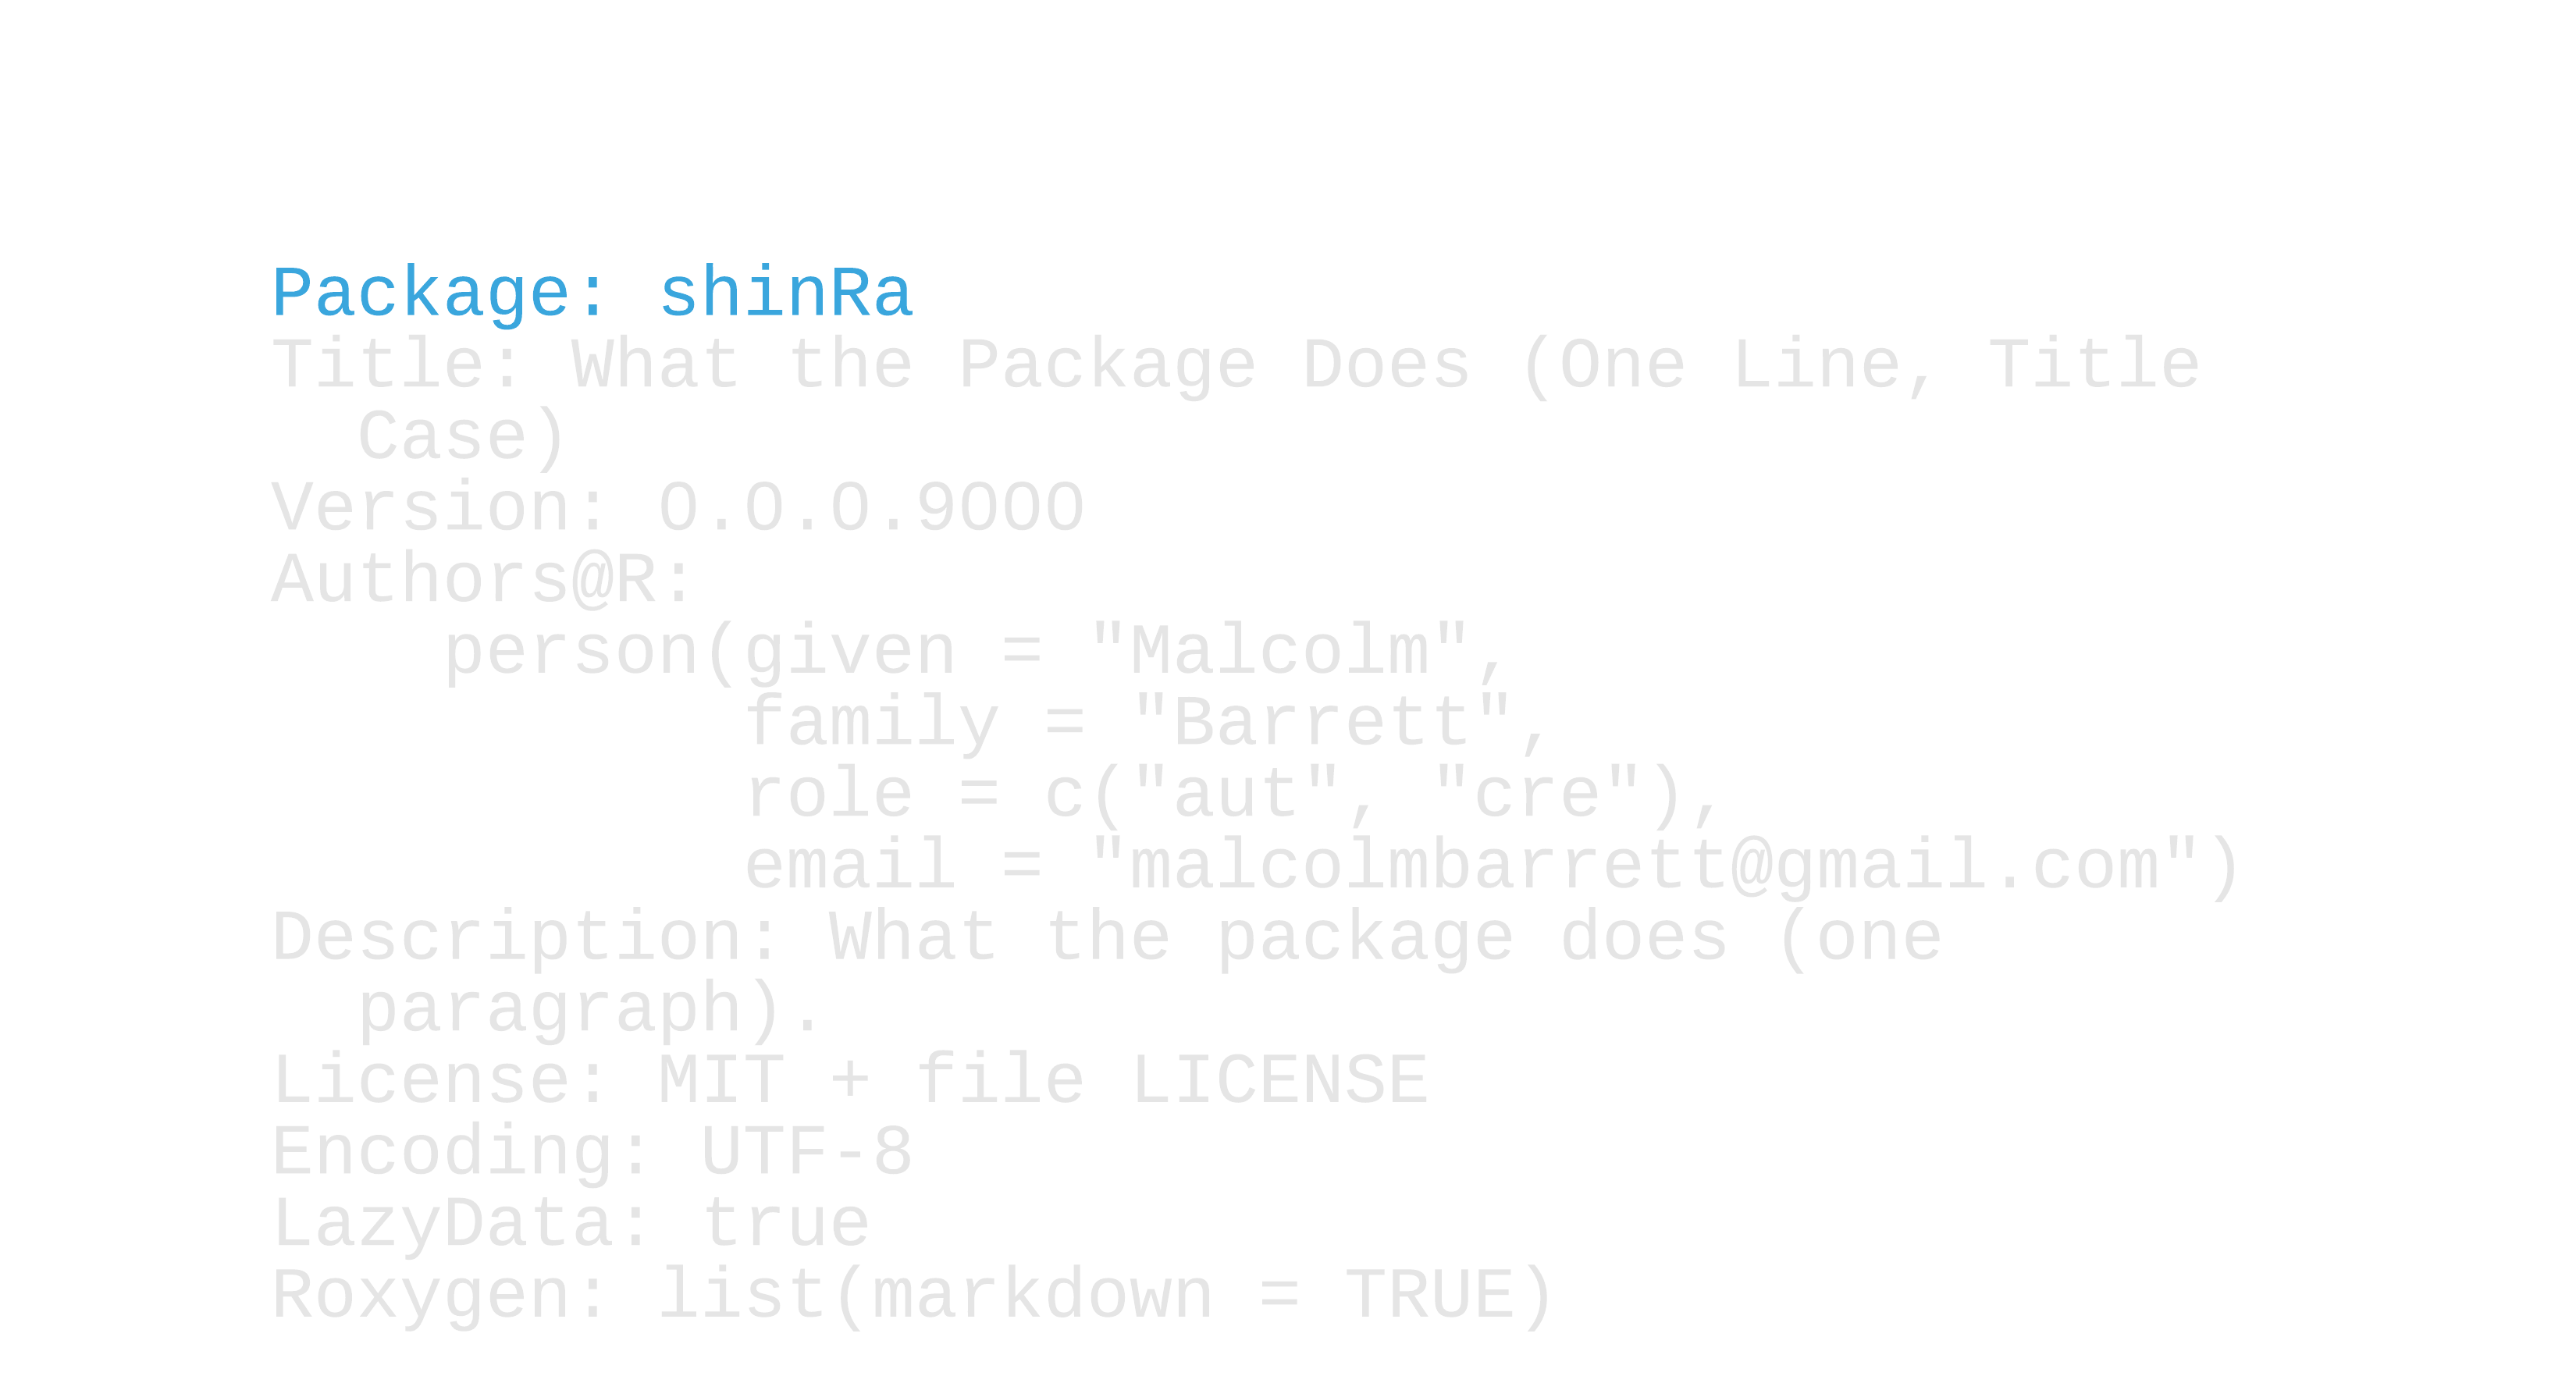 Package: shinRa
Title: What the Package Does (One Line, Title
  Case)
Version: 0.0.0.9000
Authors@R:
    person(given = "Malcolm",
           family = "Barrett",
           role = c("aut", "cre"),
           email = "malcolmbarrett@gmail.com")
Description: What the package does (one
  paragraph).
License: MIT + file LICENSE
Encoding: UTF-8
LazyData: true
Roxygen: list(markdown = TRUE)